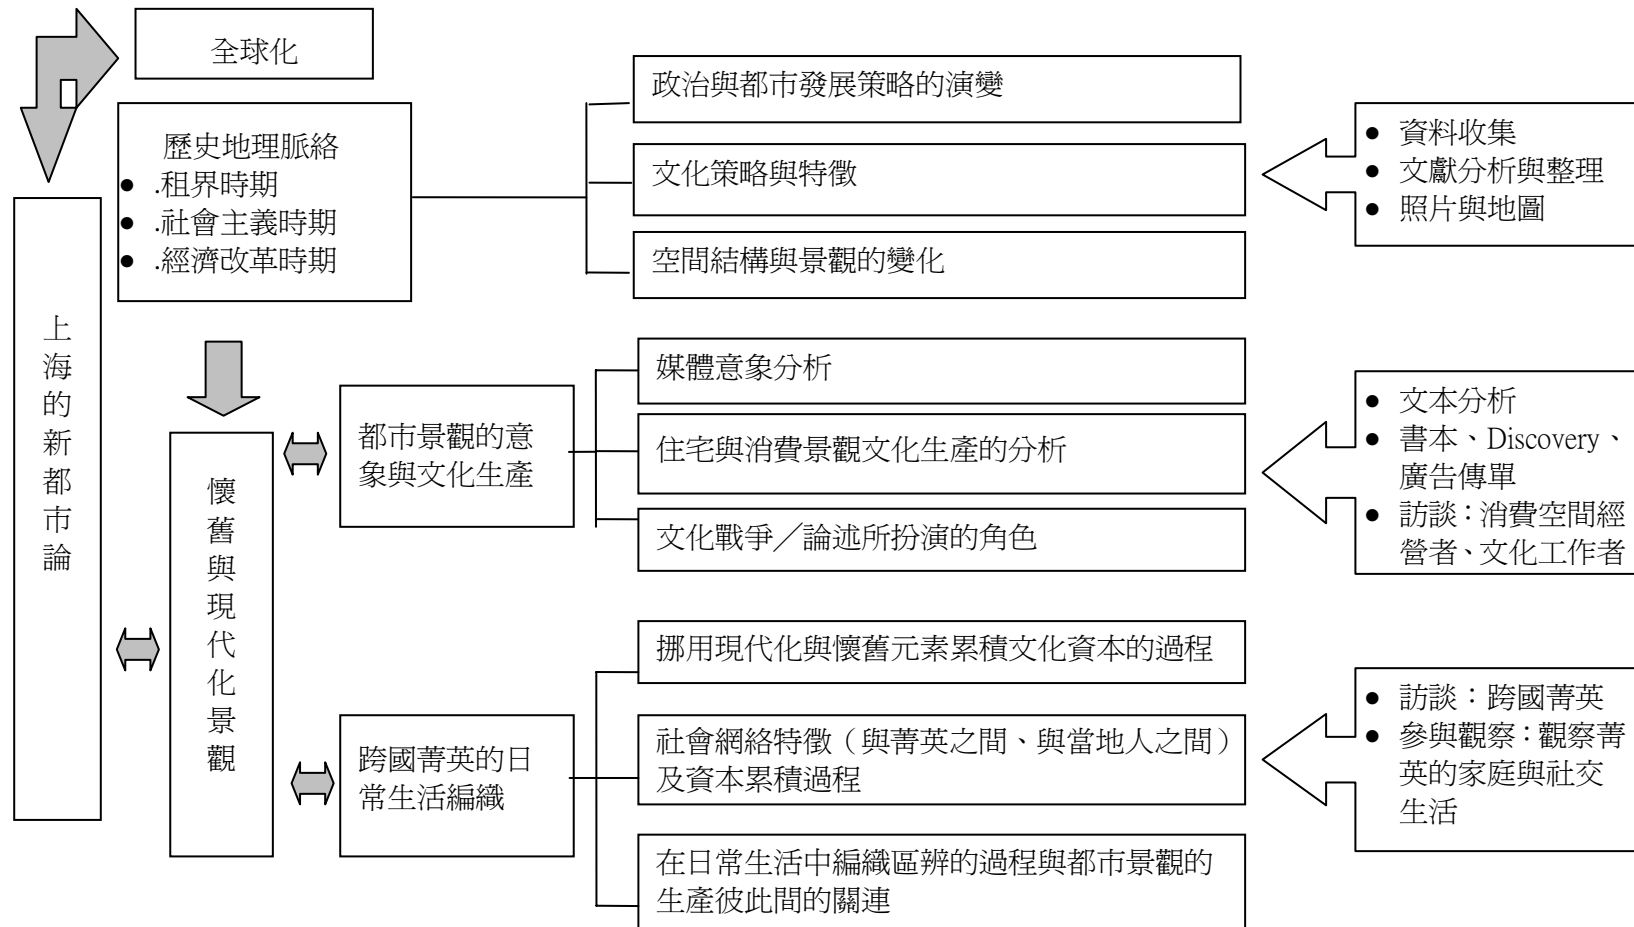 全球化
歷史地理脈絡
● .租界時期
● .社會主義時期
● .經濟改革時期
政治與都市發展策略的演變
文化策略與特徵
空間結構與景觀的變化
● 資料收集
● 文獻分析與整理
● 照片與地圖
上海的新都市論
懷舊與現代化景觀
都市景觀的意
象與文化生產
媒體意象分析
住宅與消費景觀文化生產的分析
文化戰爭／論述所扮演的角色
● 文本分析
● 書本、Discovery、
廣告傳單
● 訪談：消費空間經
營者、文化工作者
跨國菁英的日
常生活編織
挪用現代化與懷舊元素累積文化資本的過程
社會網絡特徵（與菁英之間、與當地人之間）
及資本累積過程
在日常生活中編織區辨的過程與都市景觀的
生產彼此間的關連
● 訪談：跨國菁英
● 參與觀察：觀察菁
英的家庭與社交
生活